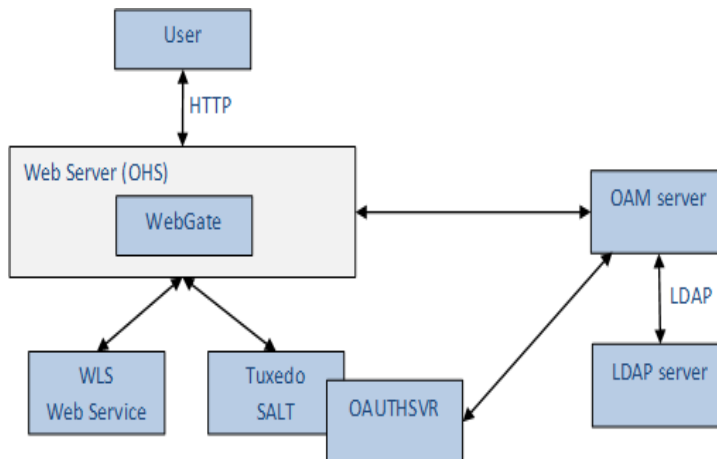 User
HTTP
Web Server (OHS)
WebGate
OAM server
LDAP
WLS
Web Service
Tuxedo
SALT
OAUTHSVR
LDAP server